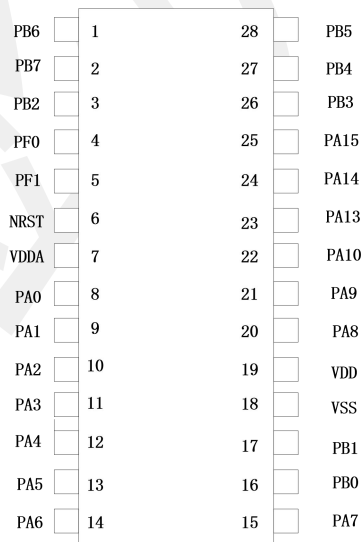 PB6 1 28 PB5
PB7 2 27 PB4
PB2 3 26 PB3
PF0 4 25 PA15
PF1 5 24 PA14
NRST 6 23 PA13
VDDA 7 22 PA10
PA0 8 21 PA9
PA1 9 20 PA8
PA2 10 19 VDD
PA3 11 18 VSS
PA4 12 17 PB1
PA5 13 16 PB0
PA6 14 15 PA7